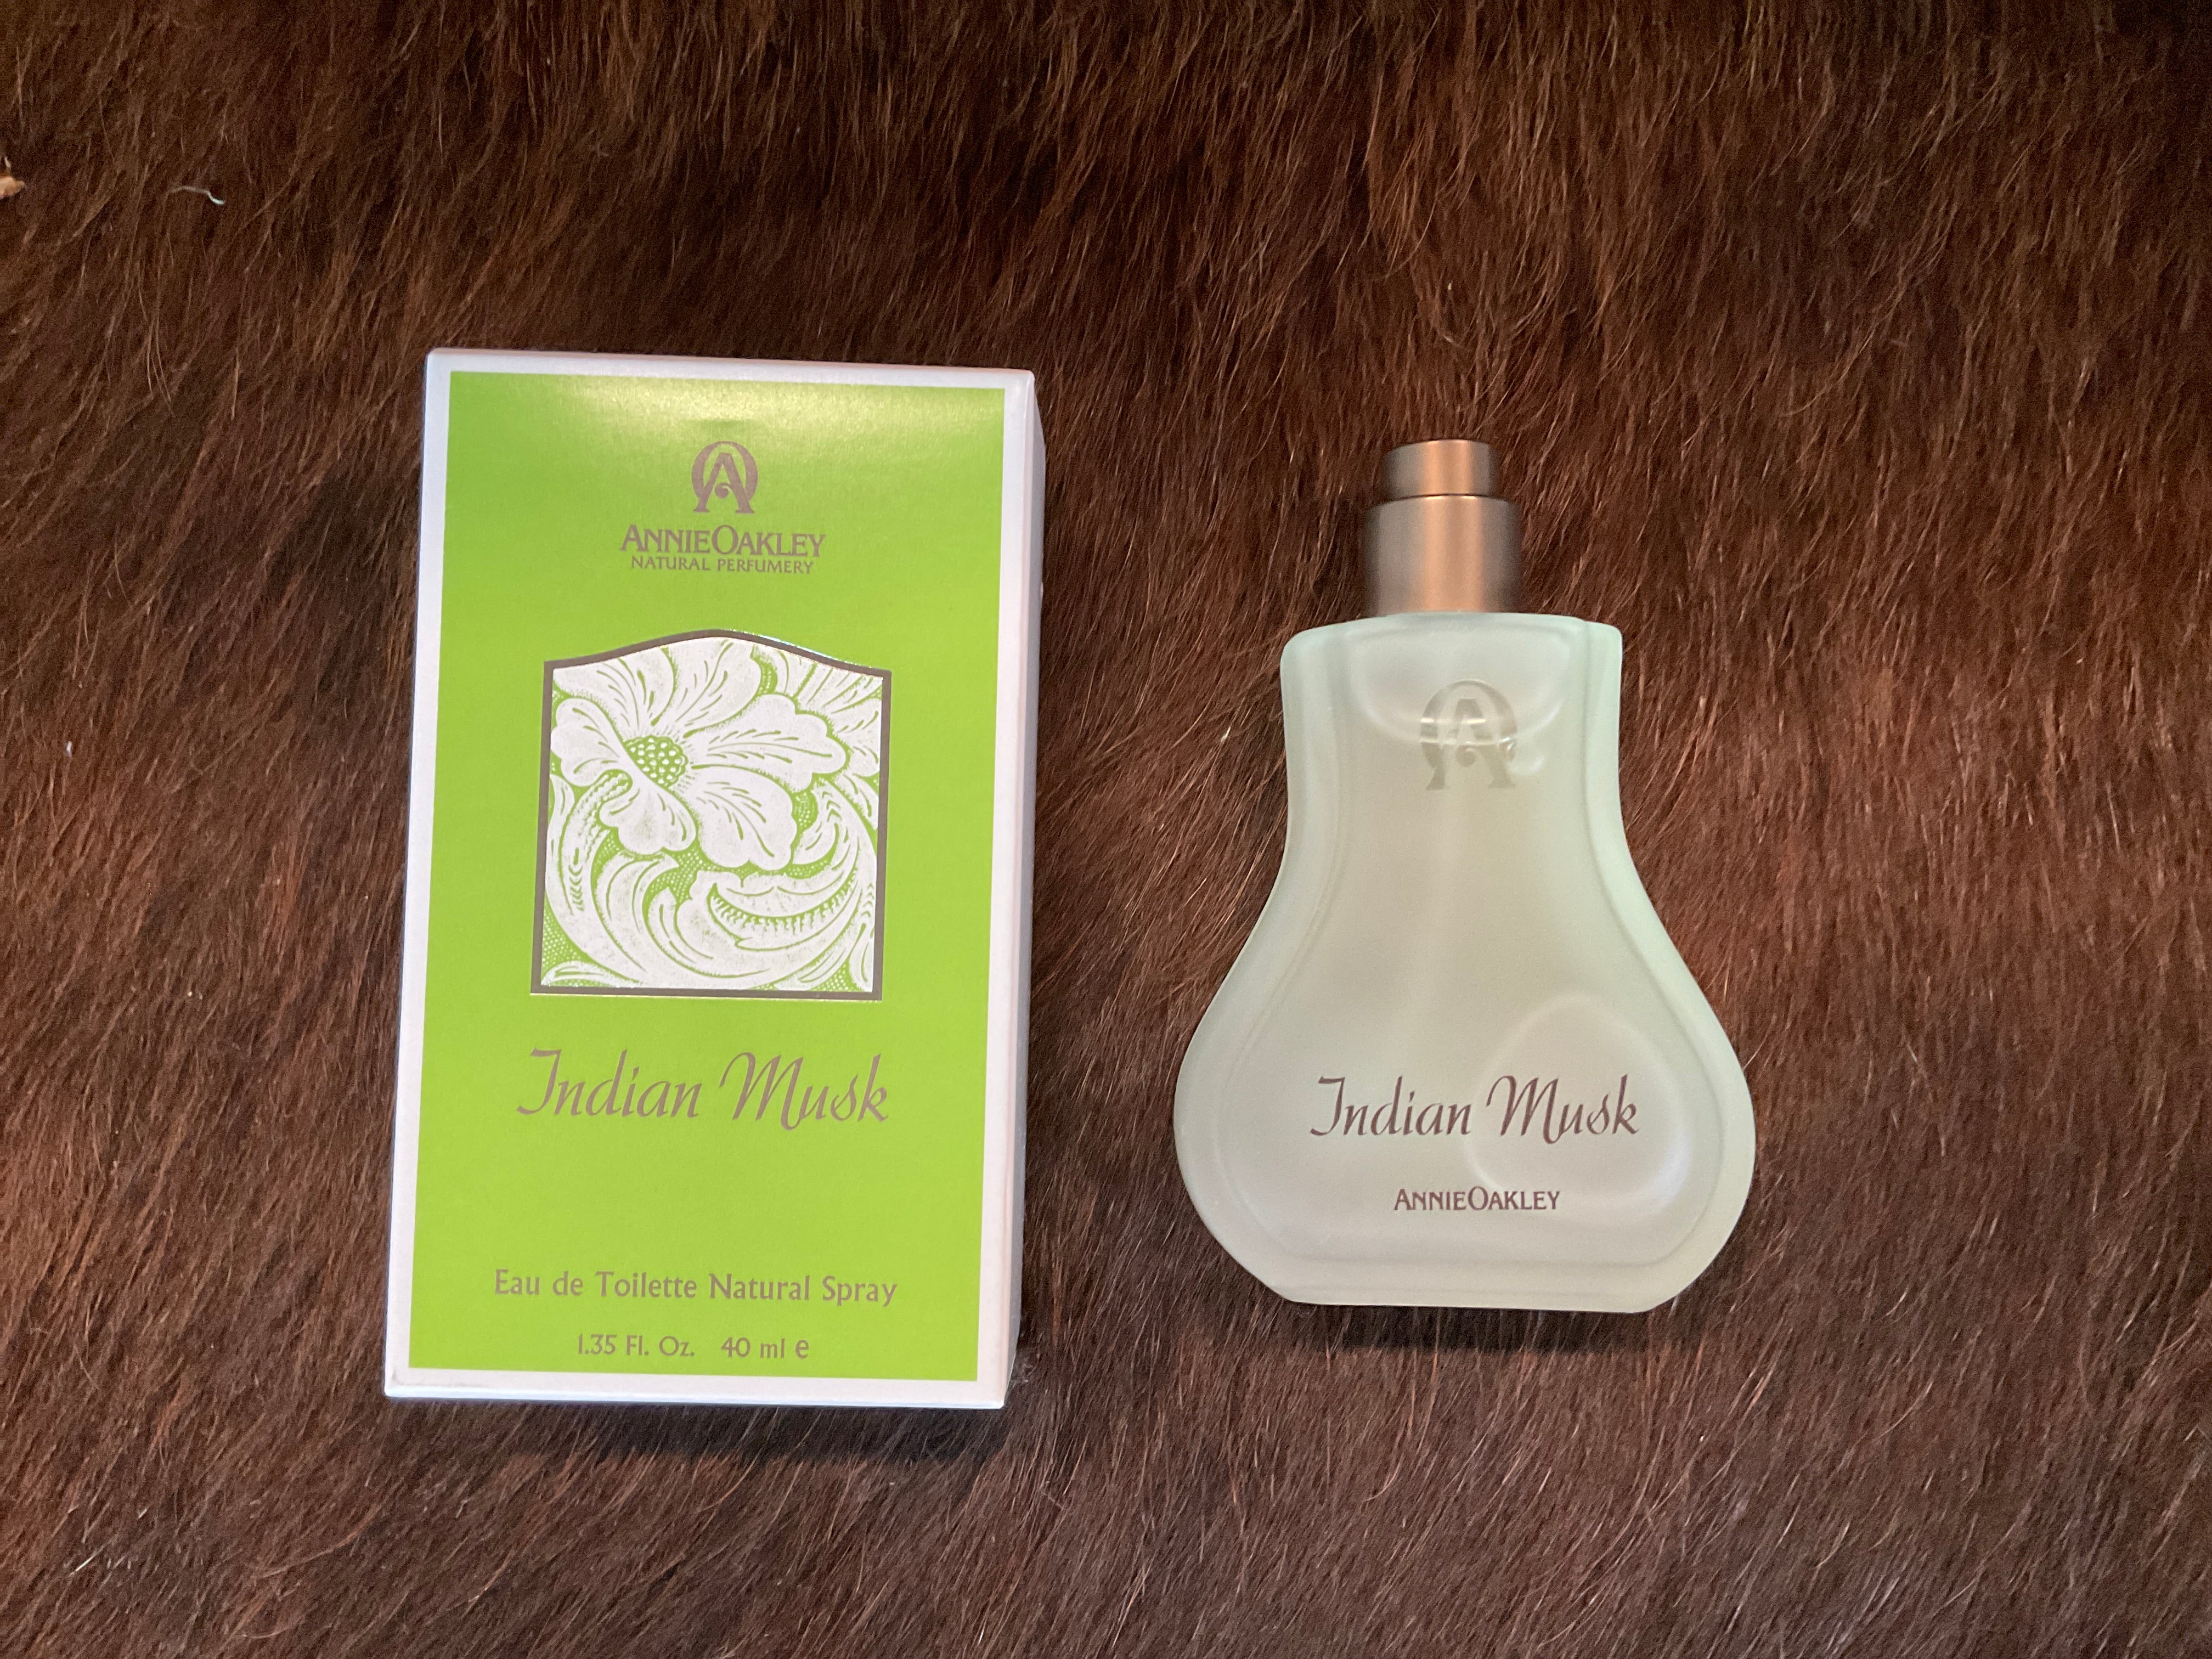 ANNIEOAKLEY
NATURAL PERFUMERY
Indian Musk
Eau de Toilette Natural Spray
1.35 Fl. Oz. 40 ml e
Indian Musk
ANNIEOAKLEY